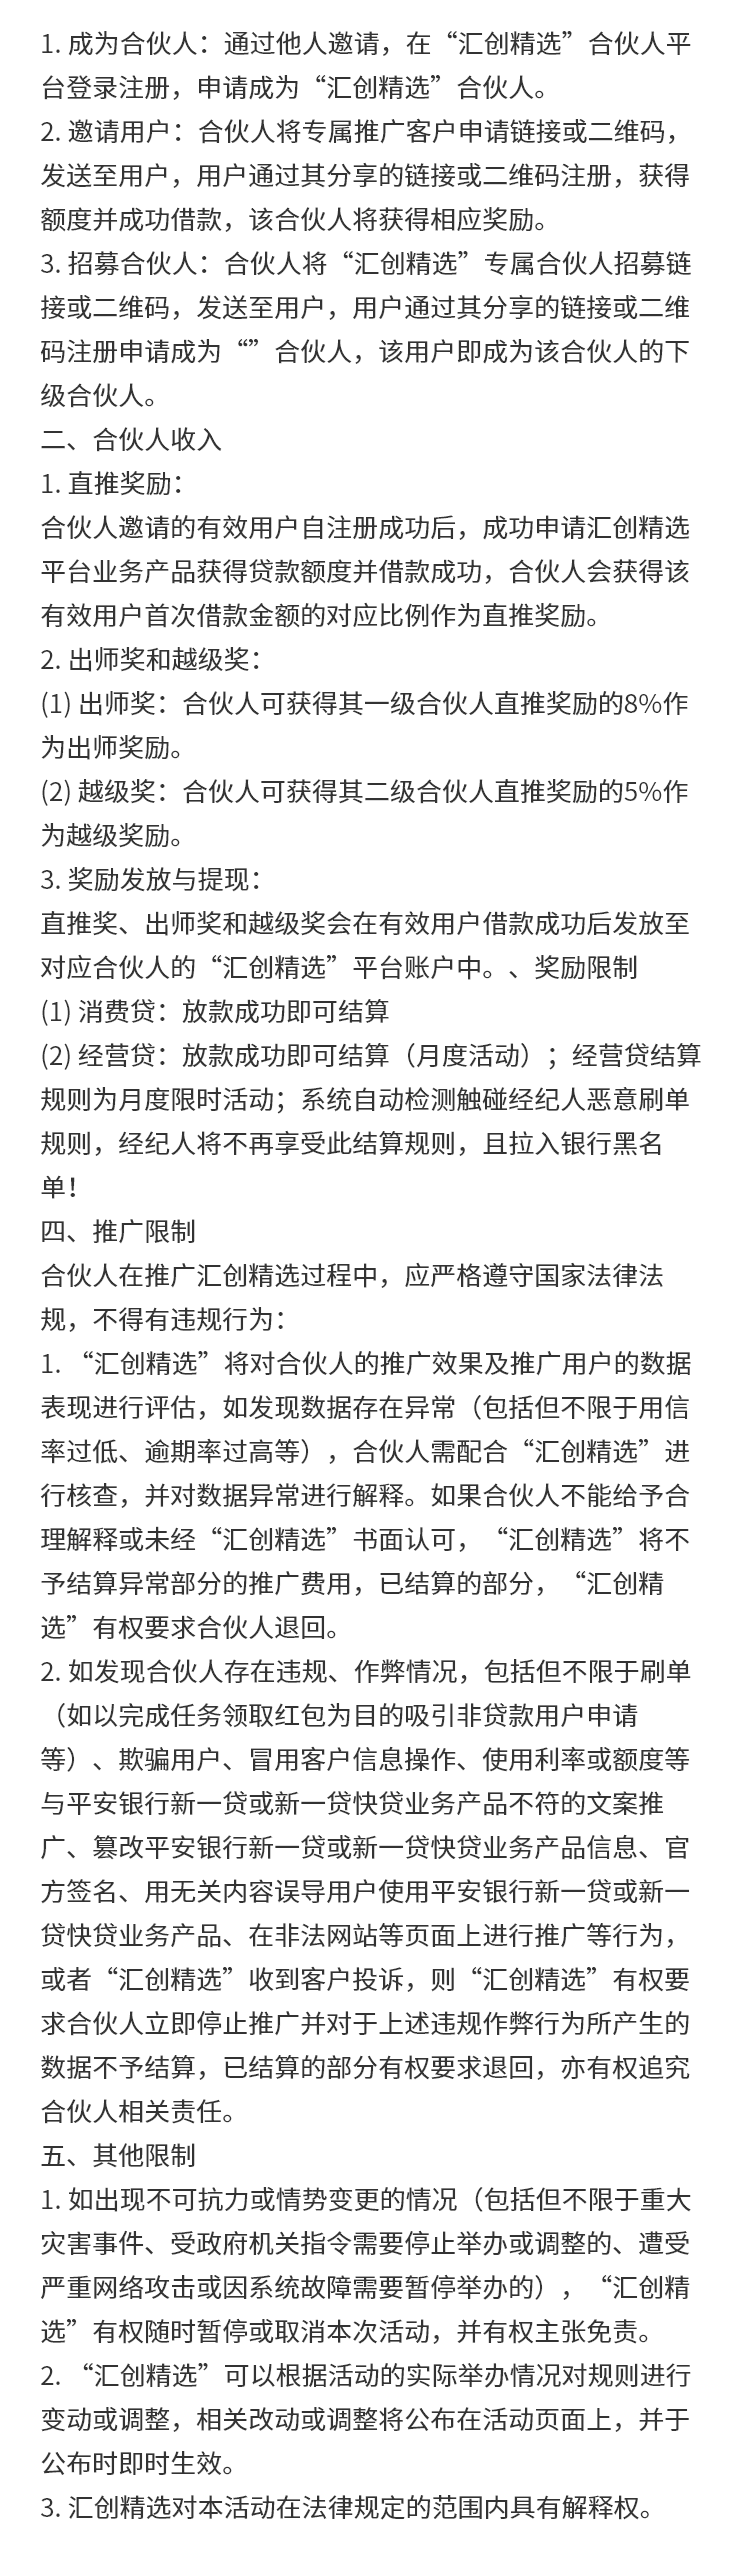 1. 成为合伙人：通过他人邀请，在“汇创精选”合伙人平
台登录注册，申请成为“汇创精选”合伙人。
2. 邀请用户：合伙人将专属推广客户申请链接或二维码，
发送至用户，用户通过其分享的链接或二维码注册，获得
额度并成功借款，该合伙人将获得相应奖励。
3. 招募合伙人：合伙人将“汇创精选”专属合伙人招募链
接或二维码，发送至用户，用户通过其分享的链接或二维
码注册申请成为“”合伙人，该用户即成为该合伙人的下
级合伙人。
二、合伙人收入
1. 直推奖励：
合伙人邀请的有效用户自注册成功后，成功申请汇创精选
平台业务产品获得贷款额度并借款成功，合伙人会获得该
有效用户首次借款金额的对应比例作为直推奖励。
2. 出师奖和越级奖：
(1) 出师奖：合伙人可获得其一级合伙人直推奖励的8%作
为出师奖励。
(2) 越级奖：合伙人可获得其二级合伙人直推奖励的5%作
为越级奖励。
3. 奖励发放与提现：
直推奖、出师奖和越级奖会在有效用户借款成功后发放至
对应合伙人的“汇创精选”平台账户中。、奖励限制
(1) 消费贷：放款成功即可结算
(2) 经营贷：放款成功即可结算（月度活动）；经营贷结算
规则为月度限时活动；系统自动检测触碰经纪人恶意刷单
规则，经纪人将不再享受此结算规则，且拉入银行黑名
单！
四、推广限制
合伙人在推广汇创精选过程中，应严格遵守国家法律法
规，不得有违规行为：
1. “汇创精选”将对合伙人的推广效果及推广用户的数据
表现进行评估，如发现数据存在异常（包括但不限于用信
率过低、逾期率过高等），合伙人需配合“汇创精选”进
行核查，并对数据异常进行解释。如果合伙人不能给予合
理解释或未经“汇创精选”书面认可，“汇创精选”将不
予结算异常部分的推广费用，已结算的部分，“汇创精
选”有权要求合伙人退回。
2. 如发现合伙人存在违规、作弊情况，包括但不限于刷单
（如以完成任务领取红包为目的吸引非贷款用户申请
等）、欺骗用户、冒用客户信息操作、使用利率或额度等
与平安银行新一贷或新一贷快贷业务产品不符的文案推
广、篡改平安银行新一贷或新一贷快贷业务产品信息、官
方签名、用无关内容误导用户使用平安银行新一贷或新一
贷快贷业务产品、在非法网站等页面上进行推广等行为，
或者“汇创精选”收到客户投诉，则“汇创精选”有权要
求合伙人立即停止推广并对于上述违规作弊行为所产生的
数据不予结算，已结算的部分有权要求退回，亦有权追究
合伙人相关责任。
五、其他限制
1. 如出现不可抗力或情势变更的情况（包括但不限于重大
灾害事件、受政府机关指令需要停止举办或调整的、遭受
严重网络攻击或因系统故障需要暂停举办的），“汇创精
选”有权随时暂停或取消本次活动，并有权主张免责。
2. “汇创精选”可以根据活动的实际举办情况对规则进行
变动或调整，相关改动或调整将公布在活动页面上，并于
公布时即时生效。
3. 汇创精选对本活动在法律规定的范围内具有解释权。